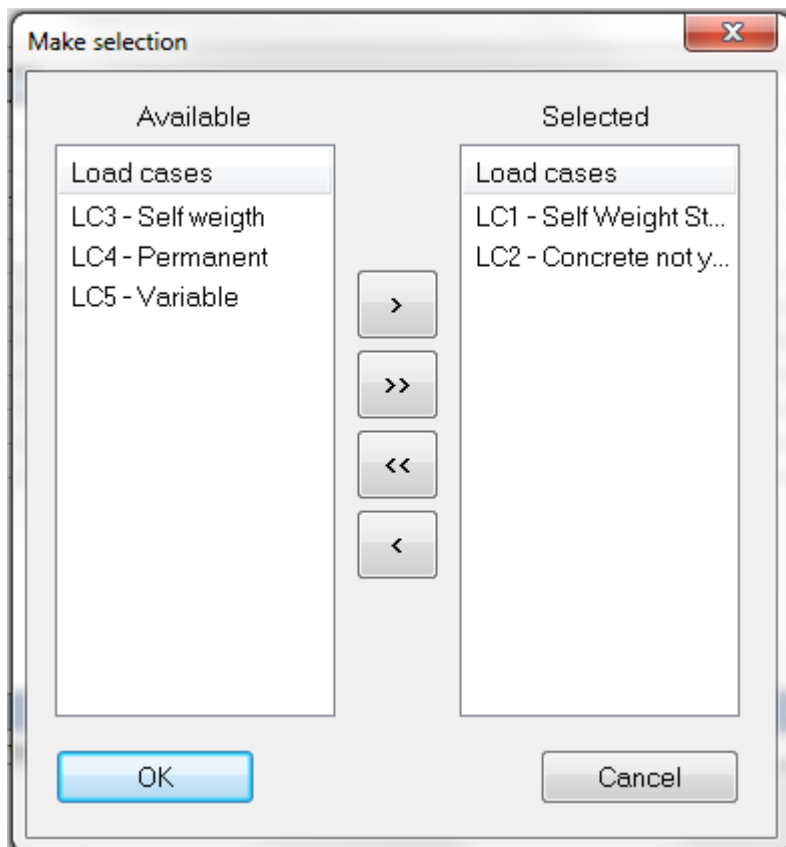 Make selection
Available
Load cases
LC3 - Self weigth
LC4 - Permanent
LC5 - Variable
>
>>
<<
<
Selected
Load cases
LC1 - Self Weight St...
LC2 - Concrete not y...
OK
Cancel